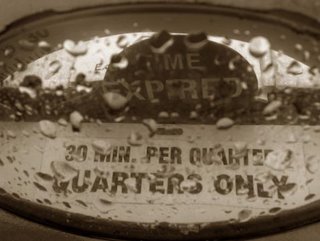 TIME
EXPIRED
30 MIN. PER QUARTER
QUARTERS ONLY